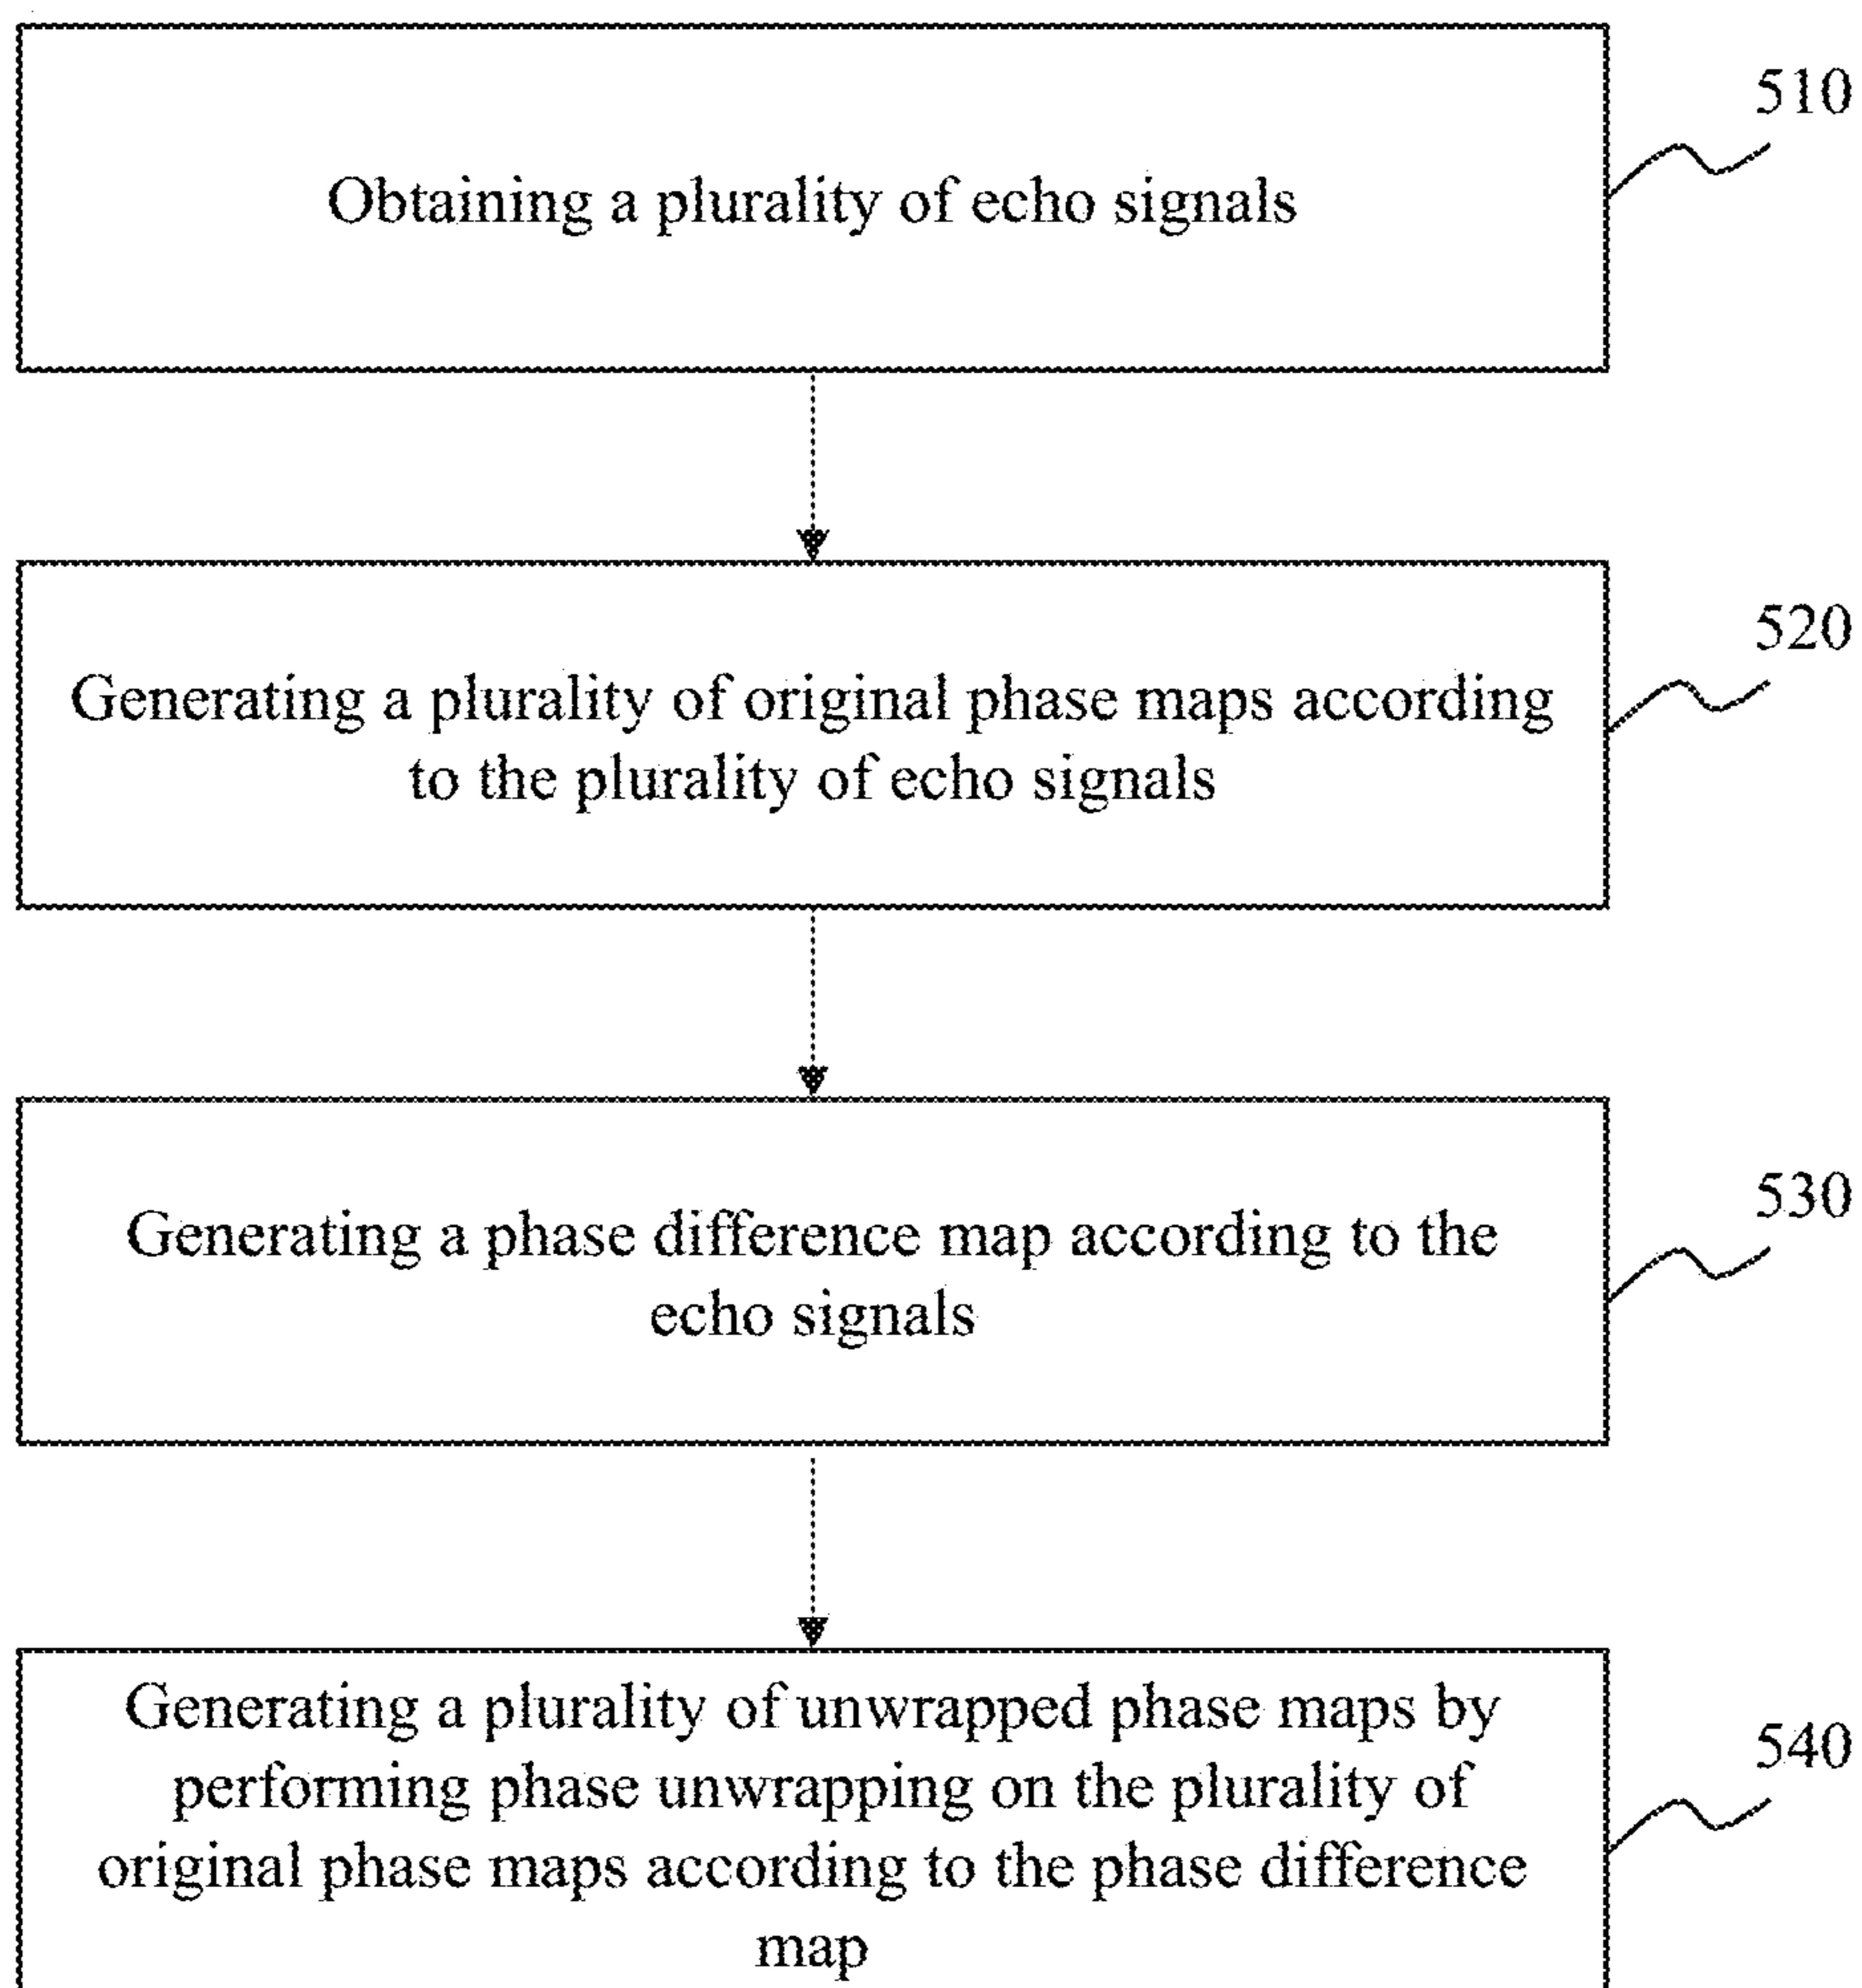 510
Obtaining a plurality of echo signals
520
Generating a plurality of original phase maps according
to the plurality of echo signals
530
Generating a phase difference map according to the
echo signals
540
Generating a plurality of unwrapped phase maps by
performing phase unwrapping on the plurality of
original phase maps according to the phase difference
map